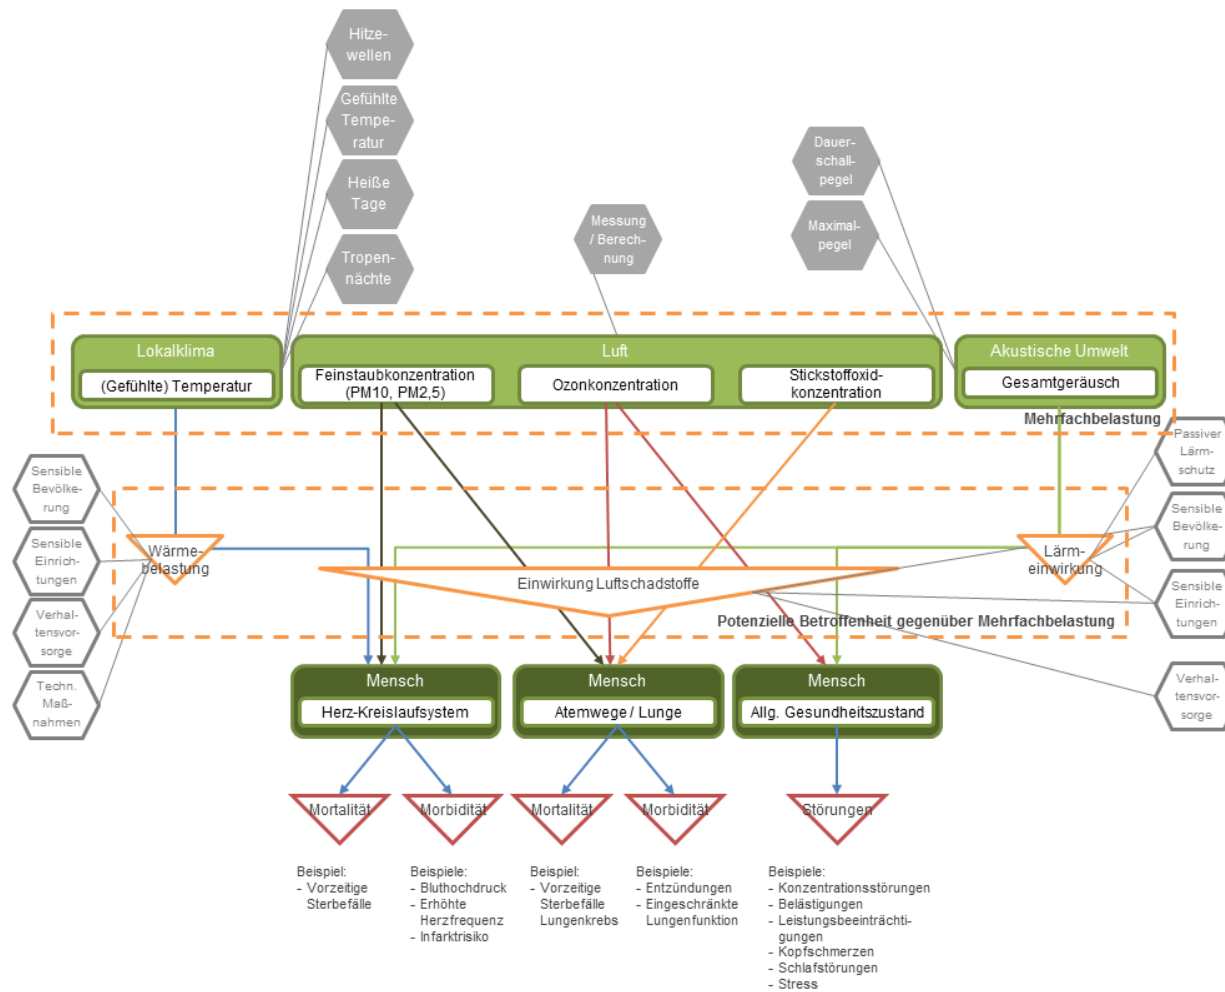 Hitze-
wellen
Gefühlte
Tempe-
ratur
Heiße
Tage
Tropen-
nächte
Messung
/ Berech-
nung
Dauer-
schall-
pegel
Maximal-
pegel
Lokalklima
(Gefühlte) Temperatur
Luft
Feinstaubkonzentration
(PM10, PM2,5)
Ozonkonzentration
Stickstoffoxid-
konzentration
Akustische Umwelt
Gesamtgeräusch
Mehrfachbelastung
Sensible
Bevölke-
rung
Sensible
Einrich-
tungen
Verhal-
tensvor-
sorge
Techn.
Maß-
nahmen
Wärme-
belastung
Einwirkung Luftschadstoffe
Lärm-
einwirkung
Potenzielle Betroffenheit gegenüber Mehrfachbelastung
Passiver
Lärm-
schutz
Sensible
Bevölke-
rung
Sensible
Einrich-
tungen
Verhal-
tensvor-
sorge
Mensch
Herz-Kreislaufsystem
Mensch
Atemwege / Lunge
Mensch
Allg. Gesundheitszustand
Mortalität
Morbidität
Mortalität
Morbidität
Störungen
Beispiel:
- Vorzeitige
Sterbefälle
Beispiele:
- Bluthochdruck
- Erhöhte
Herzfrequenz
- Infarktrisiko
Beispiel:
- Vorzeitige
Sterbefälle
Lungenkrebs
Beispiele:
- Entzündungen
- Eingeschränkte
Lungenfunktion
Beispiele:
- Konzentrationsstörungen
- Belästigungen
- Leistungsbeeinträchti-
gungen
- Kopfschmerzen
- Schlafstörungen
- Stress